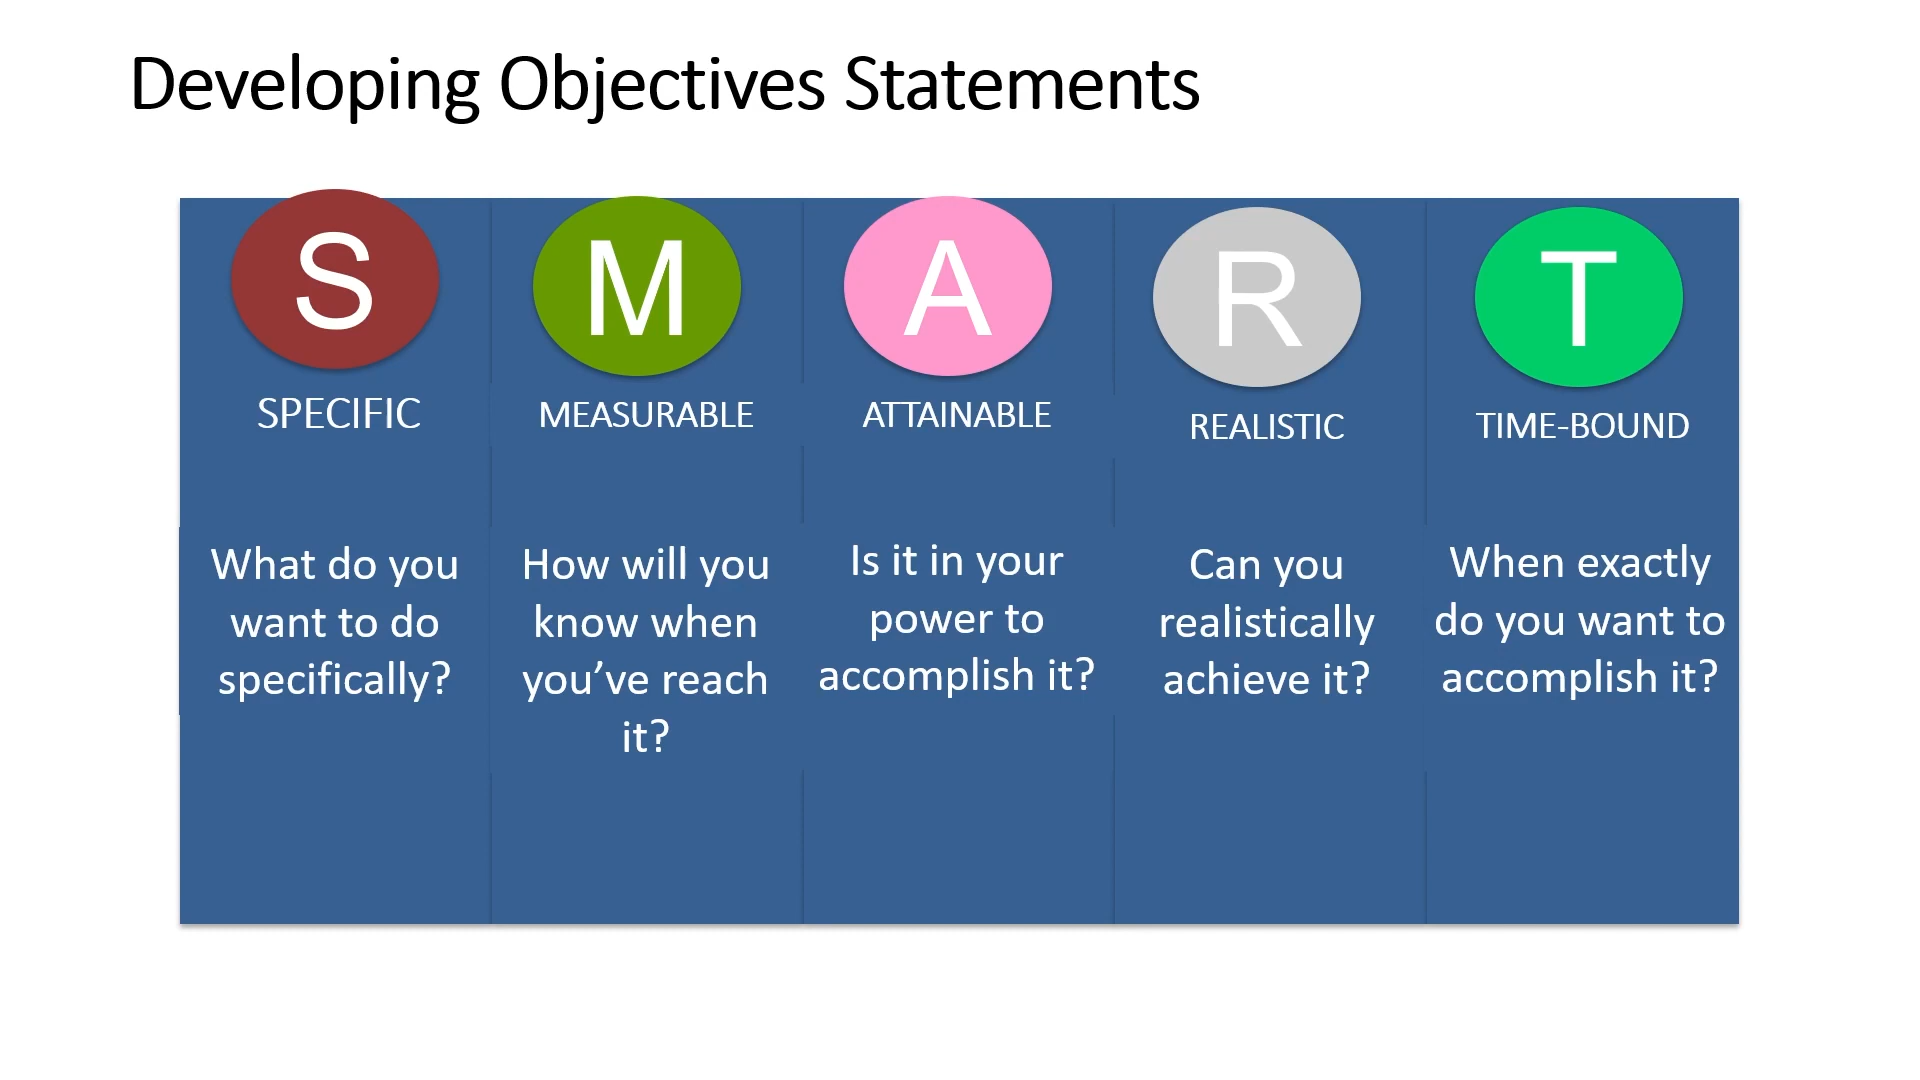 Developing Objectives Statements
S
SPECIFIC
What do you
want to do
specifically?
M
MEASURABLE
How will you
know when
you’ve reach
it?
A
ATTAINABLE
Is it in your
power to
accomplish it?
R
REALISTIC
Can you
realistically
achieve it?
T
TIME-BOUND
When exactly
do you want to
accomplish it?